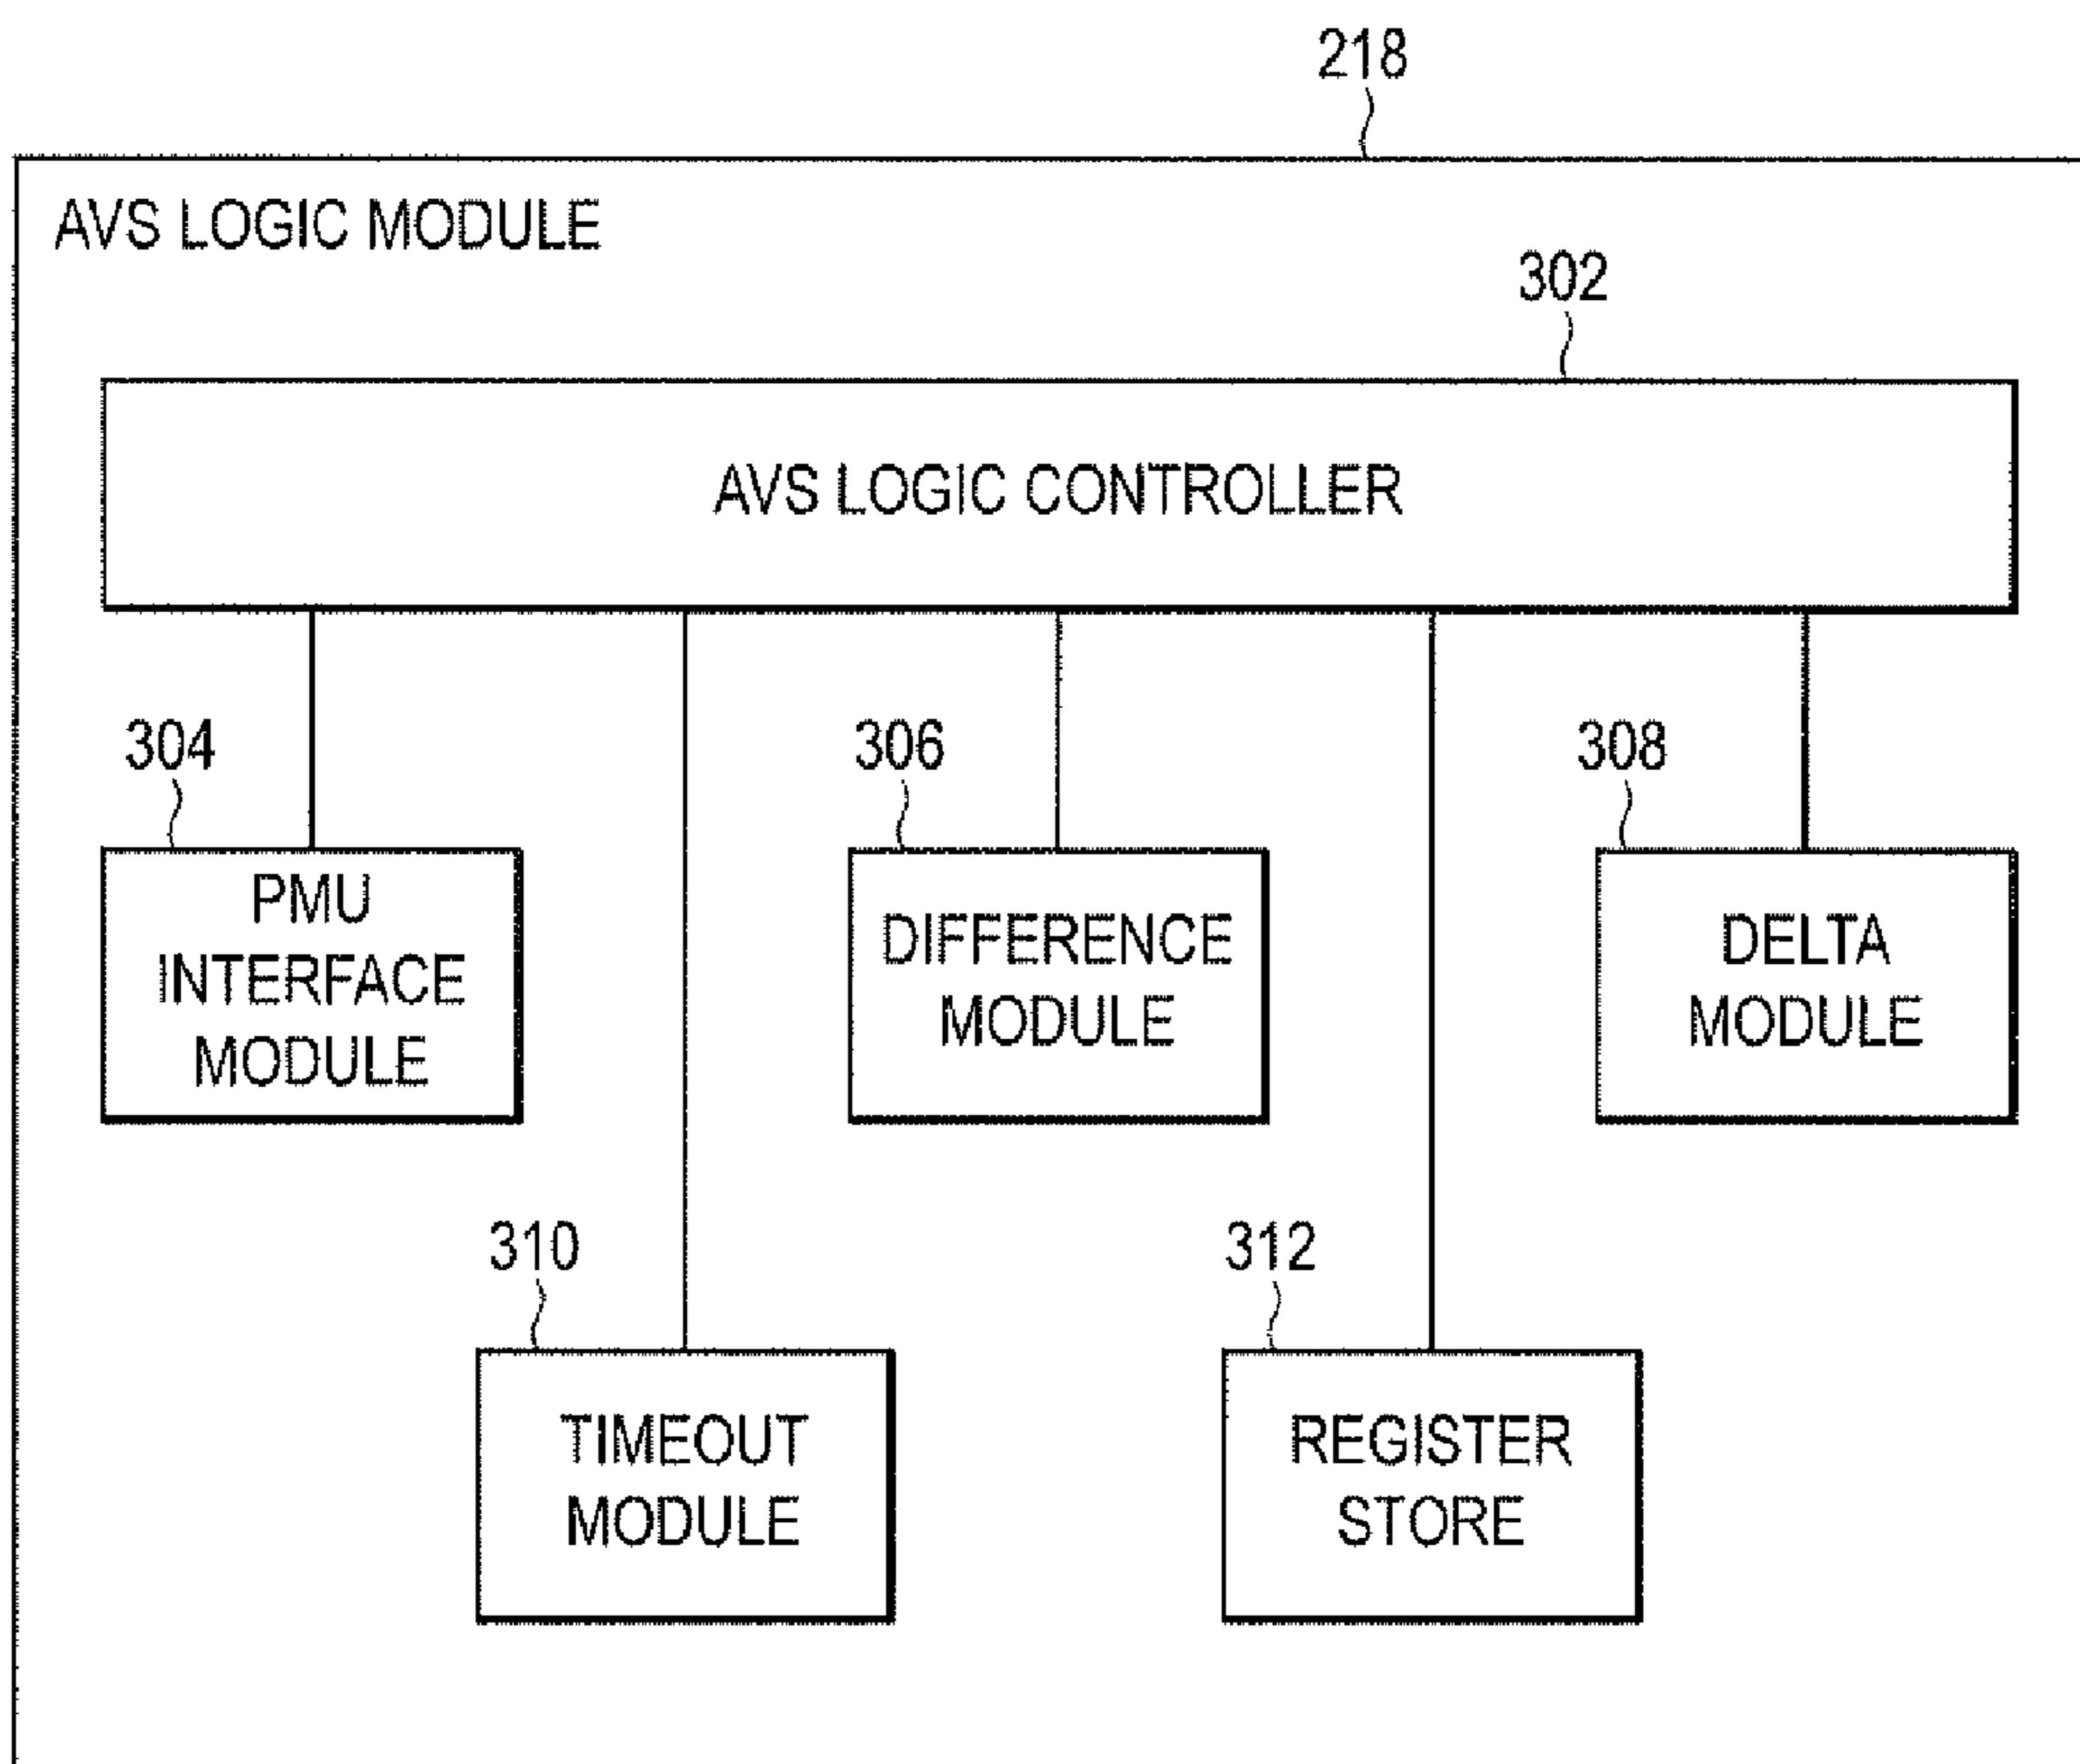 218
AVS LOGIC MODULE
302
AVS LOGIC CONTROLLER
304
306
308
PMU
INTERFACE
MODULE
DIFFERENCE
MODULE
DELTA
MODULE
310
312
TIMEOUT
MODULE
REGISTER
STORE